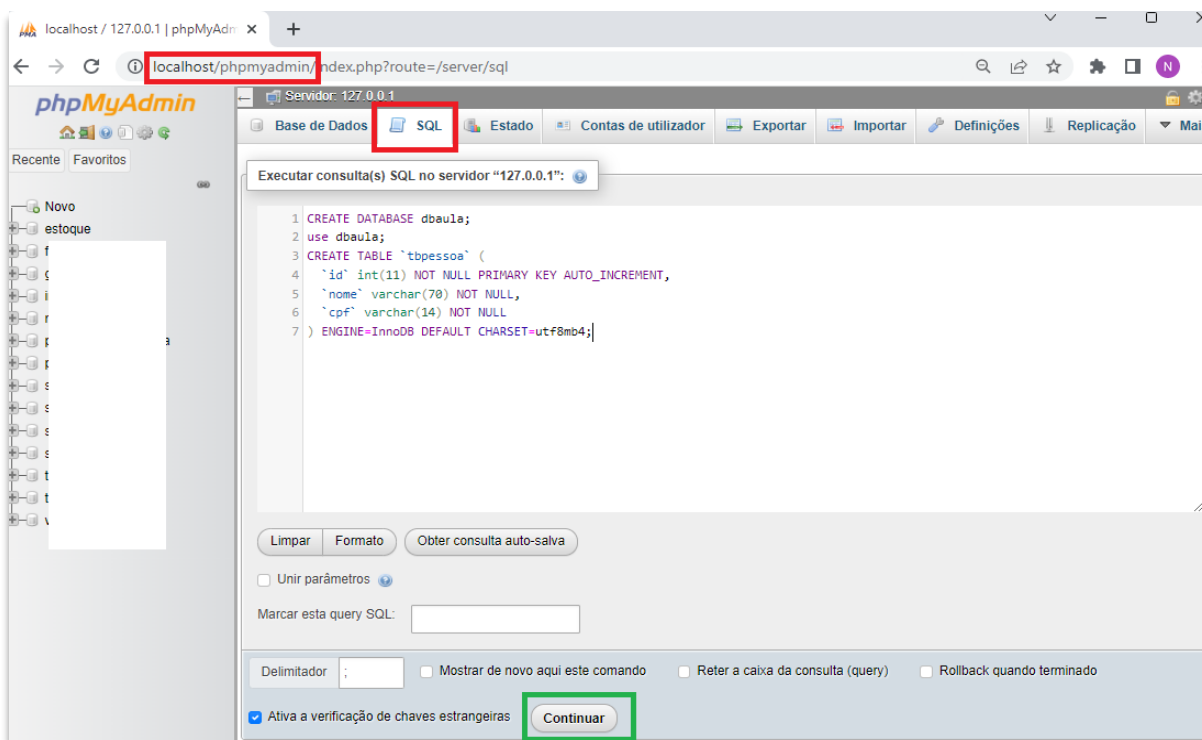 localhost / 127.0.0.1 | phpMyAdn
localhost/phpmyadmin/index.php?route=/server/sql
N
phpMyAdmin
Recente Favoritos
Novo
estoque
Servidor: 127.0.0.1
Base de Dados SQL Estado Contas de utilizador Exportar Importar Definições Replicação Mai
Executar consulta(s) SQL no servidor “127.0.0.1”:
1 CREATE DATABASE dbaula;
2 use dbaula;
3 CREATE TABLE `tbpessoa` (
4 `id` int(11) NOT NULL PRIMARY KEY AUTO_INCREMENT,
5 `nome` varchar(70) NOT NULL,
6 `cpf` varchar(14) NOT NULL
7 ) ENGINE=InnoDB DEFAULT CHARSET=utf8mb4;
Limpar Formato Obter consulta auto-salva
Unir parâmetros
Marcar esta query SQL:
Delimitador ; Mostrar de novo aqui este comando Reter a caixa da consulta (query) Rollback quando terminado
Ativa a verificação de chaves estrangeiras Continuar